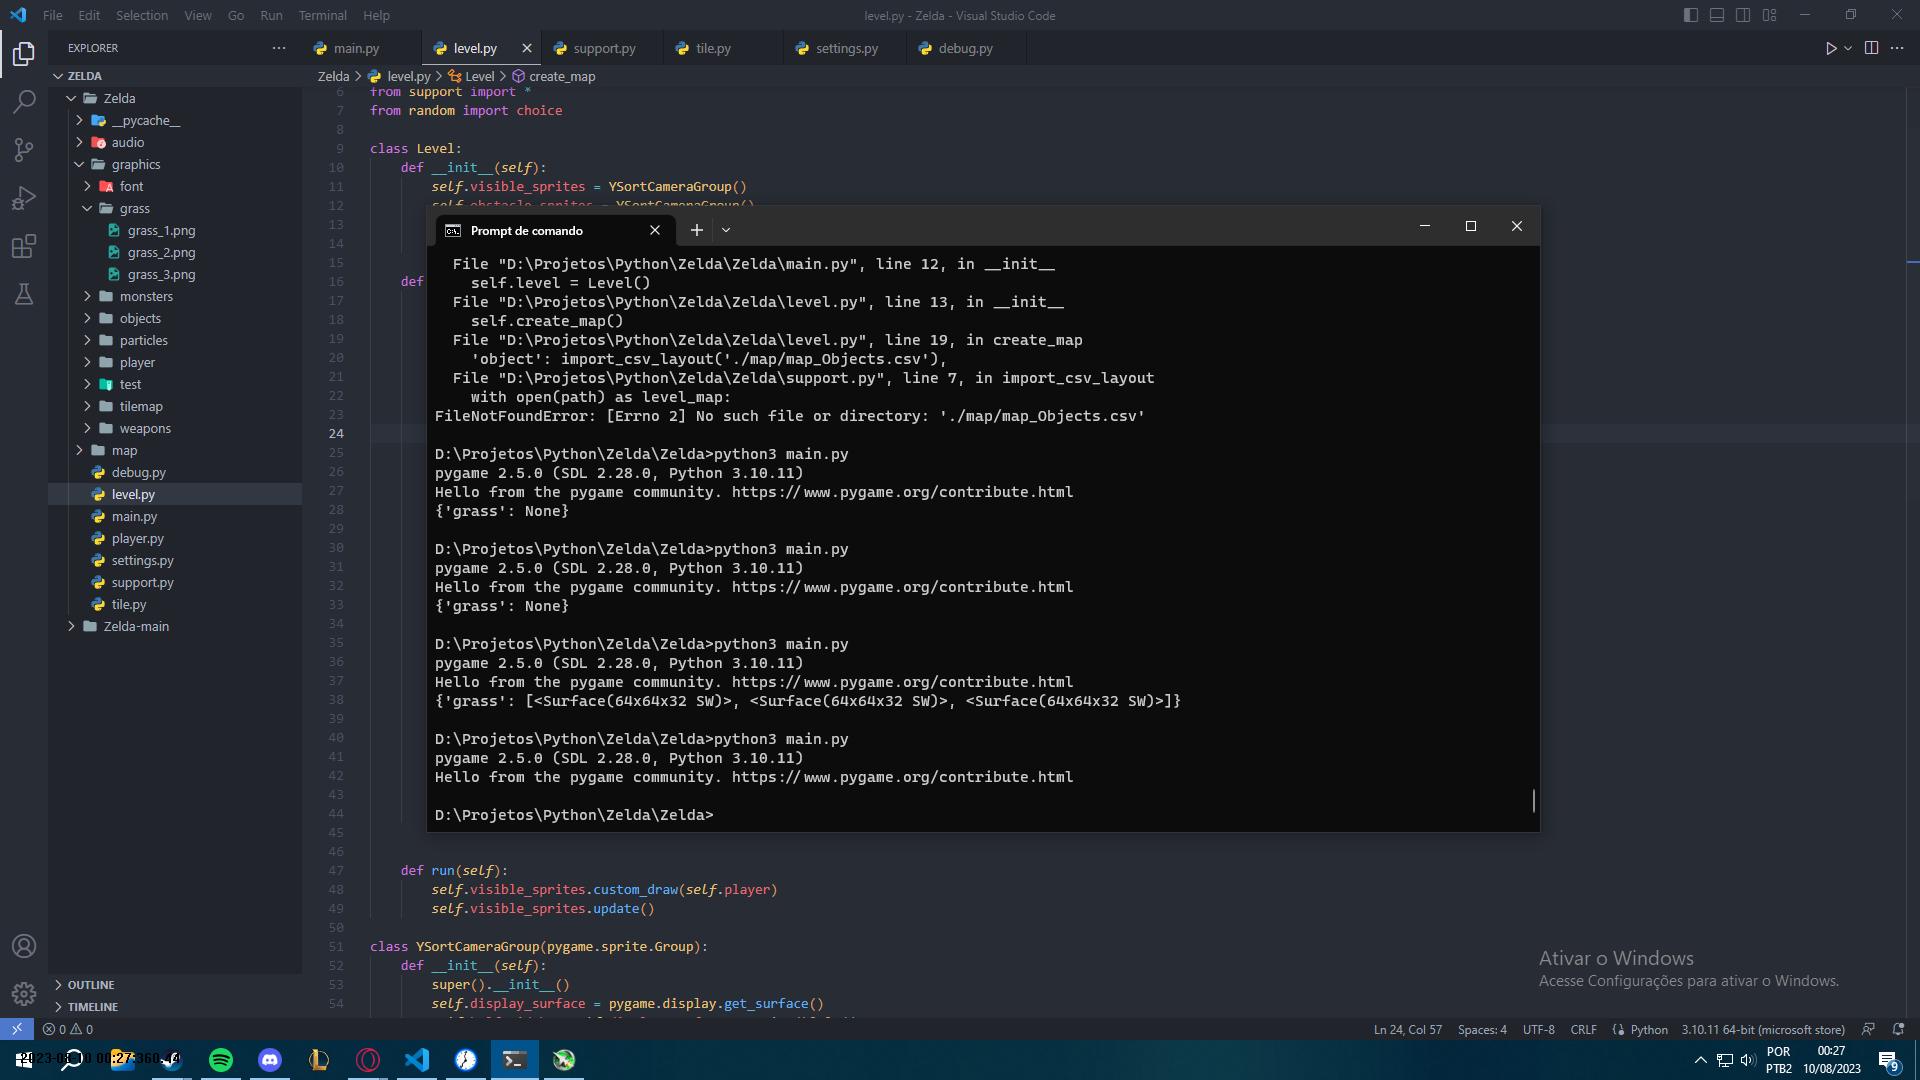 File Edit Selection View Go Run Terminal Help
level.py - Zelda - Visual Studio Code
EXPLORER
main.py
level.py
support.py
tile.py
settings.py
debug.py
ZELDA
Zelda > level.py > Level > create_map
Zelda
__pycache__
audio
graphics
font
grass
grass_1.png
grass_2.png
grass_3.png
monsters
objects
particles
player
test
tilemap
weapons
map
debug.py
level.py
main.py
player.py
settings.py
support.py
tile.py
Zelda-main
OUTLINE
TIMELINE
6 from support import *
7 from random import choice
8
9 class Level:
10 def __init__(self):
11 self.visible_sprites = YSortCameraGroup()
12 self.obstacle_sprites = YSortCameraGroup()
13
14
15
16 def
17
18
19
20
21
22
23
24
25
26
27
28
29
30
31
32
33
34
35
36
37
38
39
40
41
42
43
44
45
46
47 def run(self):
48 self.visible_sprites.custom_draw(self.player)
49 self.visible_sprites.update()
50
51 class YSortCameraGroup(pygame.sprite.Group):
52 def __init__(self):
53 super().__init__()
54 self.display_surface = pygame.display.get_surface()
Prompt de comando
File "D:\Projetos\Python\Zelda\Zelda\main.py", line 12, in __init__
self.level = Level()
File "D:\Projetos\Python\Zelda\Zelda\level.py", line 13, in __init__
self.create_map()
File "D:\Projetos\Python\Zelda\Zelda\level.py", line 19, in create_map
'object': import_csv_layout('./map/map_Objects.csv'),
File "D:\Projetos\Python\Zelda\Zelda\support.py", line 7, in import_csv_layout
with open(path) as level_map:
FileNotFoundError: [Errno 2] No such file or directory: './map/map_Objects.csv'
D:\Projetos\Python\Zelda\Zelda>python3 main.py
pygame 2.5.0 (SDL 2.28.0, Python 3.10.11)
Hello from the pygame community. https://www.pygame.org/contribute.html
{'grass': None}
D:\Projetos\Python\Zelda\Zelda>python3 main.py
pygame 2.5.0 (SDL 2.28.0, Python 3.10.11)
Hello from the pygame community. https://www.pygame.org/contribute.html
{'grass': None}
D:\Projetos\Python\Zelda\Zelda>python3 main.py
pygame 2.5.0 (SDL 2.28.0, Python 3.10.11)
Hello from the pygame community. https://www.pygame.org/contribute.html
{'grass': [<Surface(64x64x32 SW)>, <Surface(64x64x32 SW)>, <Surface(64x64x32 SW)>]}
D:\Projetos\Python\Zelda\Zelda>python3 main.py
pygame 2.5.0 (SDL 2.28.0, Python 3.10.11)
Hello from the pygame community. https://www.pygame.org/contribute.html
D:\Projetos\Python\Zelda\Zelda>
Ativar o Windows
Acesse Configurações para ativar o Windows.
0 0
Ln 24, Col 57 Spaces: 4 UTF-8 CRLF Python 3.10.11 64-bit (microsoft store)
POR
PTB2
00:27
10/08/2023
9